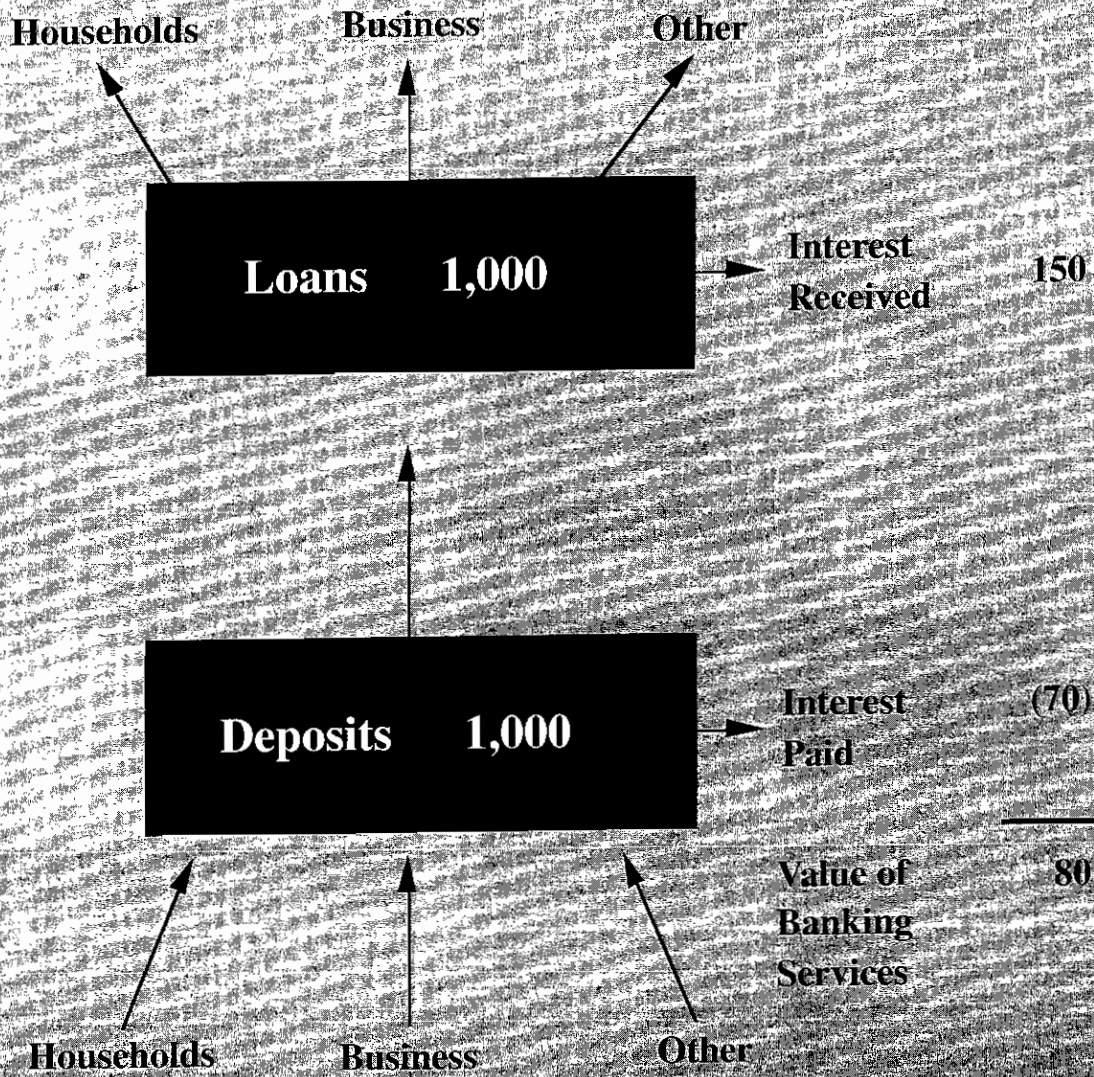 Households Business Other
Loans 1,000
Interest
Received 150
Deposits 1,000
Interest (70)
Paid
Value of 80
Banking
Services
Households Business Other